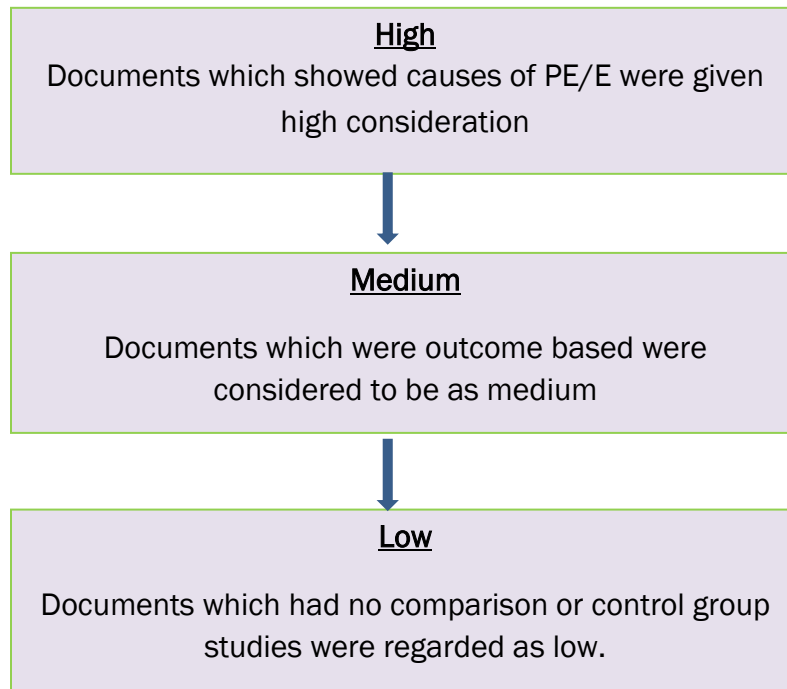 High
Documents which showed causes of PE/E were given
high consideration
Medium
Documents which were outcome based were
considered to be as medium
Low
Documents which had no comparison or control group
studies were regarded as low.